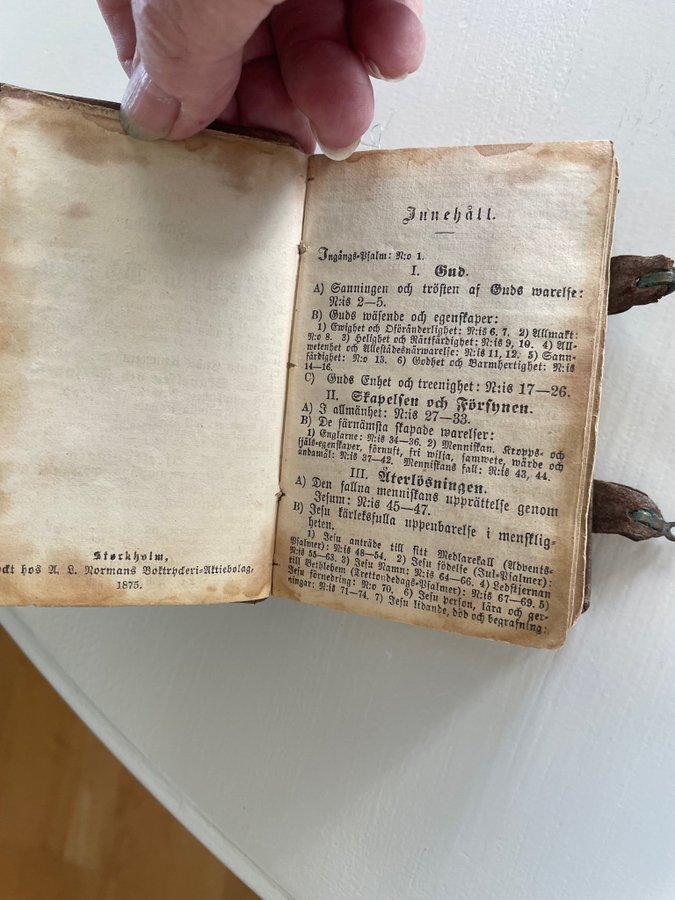 Stockholm,
hos A. L. Normans Boktryckeri-Aktiebolag,
1875.
Innehåll.
Ingångs-Psalm: N:o 1.
I. Gud.
A) Sanningen och trösten af Guds warelse:
N:is 2—5.
B) Guds wäsende och egenskaper:
1) Ewighet och Oföränderlighet: N:is 6, 7. 2) Allmakt:
N:o 8. 3) Helighet och Rättfärdighet: N:is 9, 10. 4) All-
wetenhet och Allestädesnärwarelse: N:is 11, 12. 5) Sann-
färdighet: N:o 13. 6) Godhet och Barmhertighet: N:is
14—16.
C) Guds Enhet och treenighet: N:is 17—26.
II. Skapelsen och Försynen.
A) I allmänhet: N:is 27—33.
B) De förnämsta skapade warelser:
1) Englarne: N:is 34—36. 2) Menniskan. Kropps- och
själs-egenskaper, förnuft, fri wilja, samwete, wärde och
ändamål: N:is 37—42. Menniskans fall: N:is 43, 44.
III. Återlösningen.
A) Den fallna menniskans upprättelse genom
Jesum: N:is 45—47.
B) Jesu kärleksfulla uppenbarelse i mensklig-
heten.
1) Jesu anträde till sitt Medlarekall (Advents-
Psalmer): N:is 48—54. 2) Jesu födelse (Jul-Psalmer):
N:is 55—63. 3) Jesu Namn: N:is 64—66. 4) Ledstjernan
till Bethlehem (Trettondedags-Psalmer): N:is 67—69. 5)
Jesu förnedring: N:o 70. 6) Jesu person, lära och ger-
ningar: N:is 71—74. 7) Jesu lidande, död och begrafning: